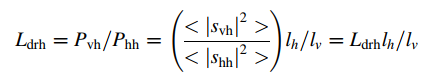 L_drh = P_vh/P_hh = ( < |s_vh|² > / < |s_hh|² > ) l_h/l_v = L_drh l_h/l_v